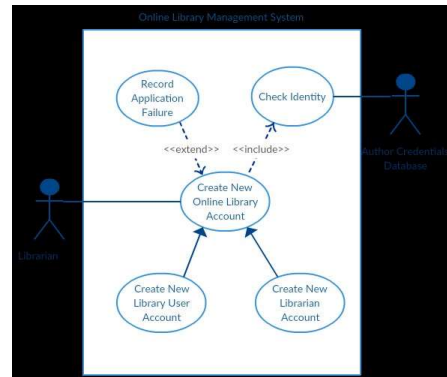 Online Library Management System
Record
Application
Failure
Check Identity
<<extend>>
<<include>>
Author Credentials
Database
Create New
Online Library
Account
Librarian
Create New
Library User
Account
Create New
Librarian
Account